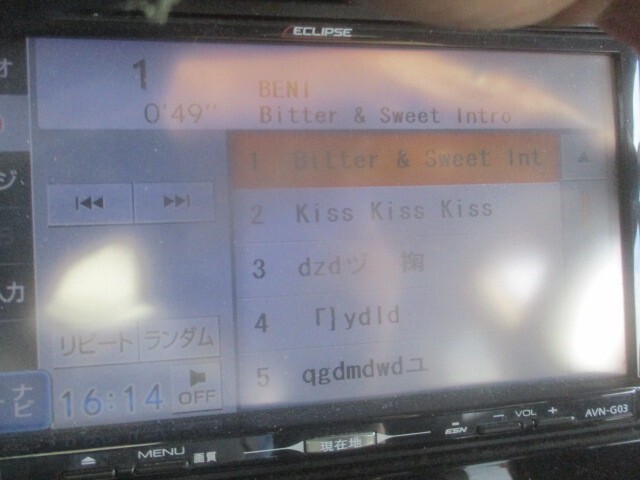 ECLIPSE
オ
1
0'49"
BENI
Bitter & Sweet Intro
1 Bitter & Sweet Int
ジ
2 Kiss Kiss Kiss
3 dzdヅ 掬
入力
4 「]ydld
リピート ランダム
5 qgdmdwdユ
ナビ
16:14
OFF
MENU 画質
現在地
ESN
− VOL +
AVN-G03